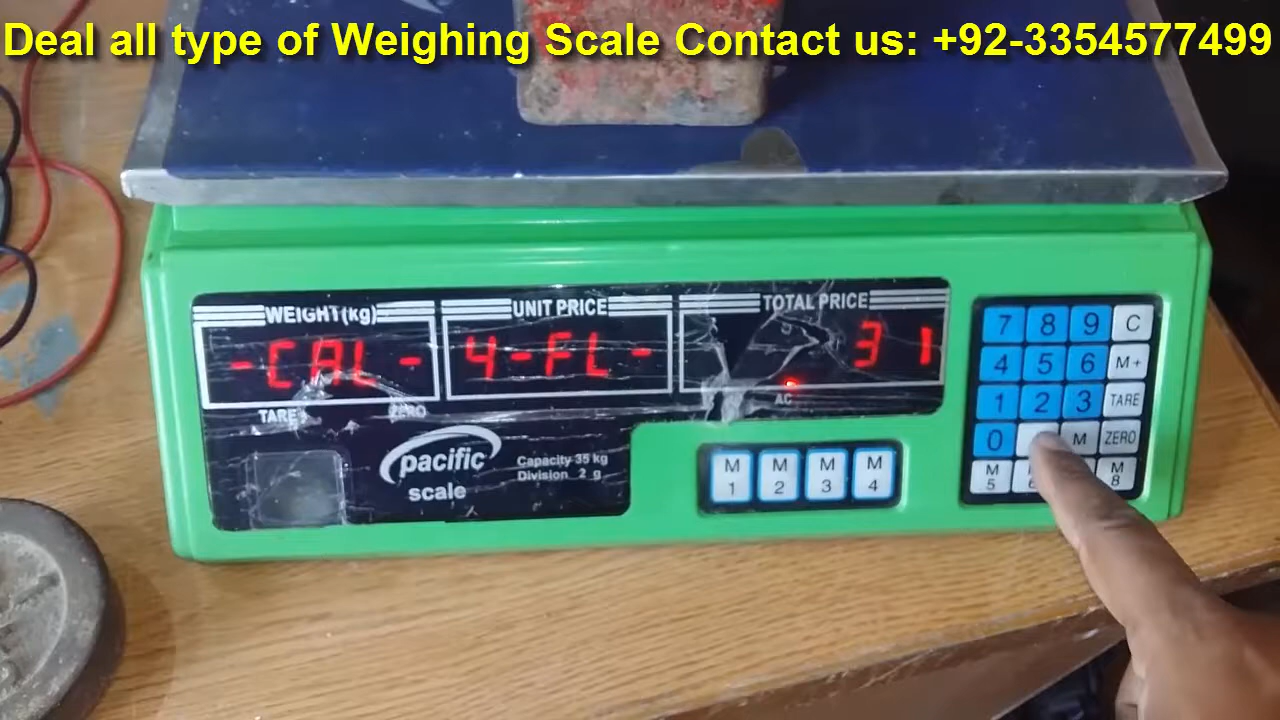 Deal all type of Weighing Scale Contact us: +92-3354577499
WEIGHT(kg) UNIT PRICE TOTAL PRICE
-CAL- 4-FL- 31
TARE ZERO AC
pacific
scale
Capacity 35 kg
Division 2 g
M M M M
1 2 3 4
7 8 9 C
4 5 6 M+
1 2 3 TARE
0 M ZERO
M M
5 8